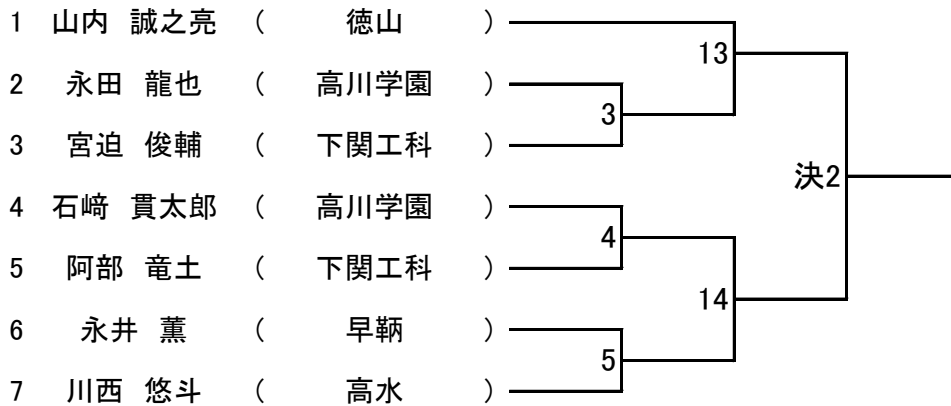 1 山内 誠之亮 ( 徳山 )
13
2 永田 龍也 ( 高川学園 )
3
3 宮迫 俊輔 ( 下関工科 )
決2
4 石﨑 貫太郎 ( 高川学園 )
4
5 阿部 竜土 ( 下関工科 )
14
6 永井 薫 ( 早鞆 )
5
7 川西 悠斗 ( 高水 )